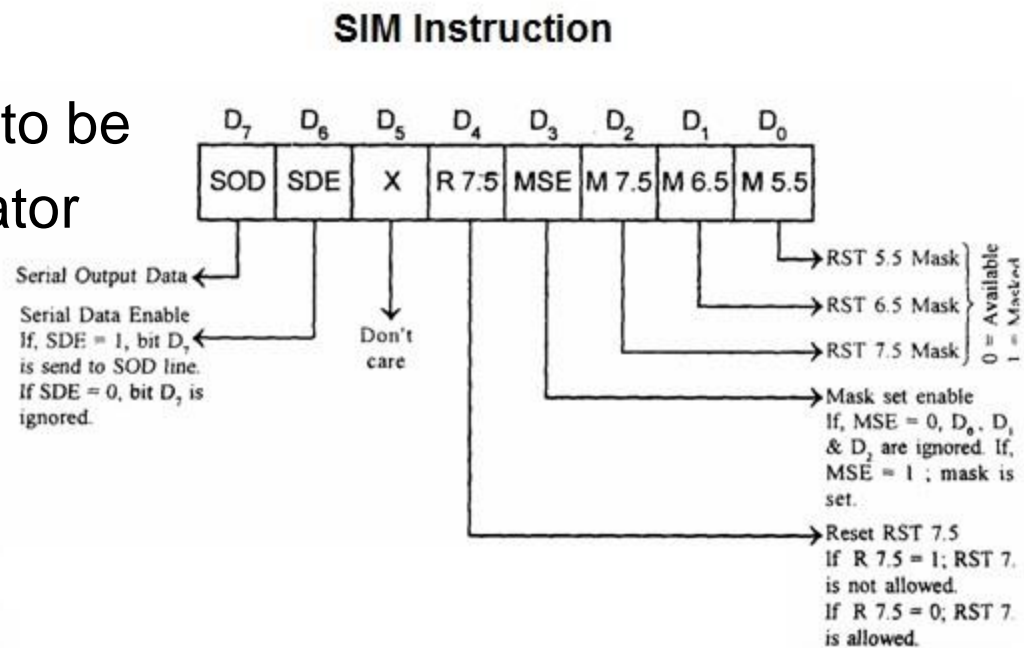 SIM Instruction
to be
ator
D₇ D₆ D₅ D₄ D₃ D₂ D₁ D₀
SOD SDE X R 7.5 MSE M 7.5 M 6.5 M 5.5
Serial Output Data
Serial Data Enable
If, SDE = 1, bit D₇
is send to SOD line.
If SDE = 0, bit D₇ is
ignored.
Don't
care
RST 5.5 Mask
RST 6.5 Mask
RST 7.5 Mask
0 = Available
1 = Masked
Mask set enable
If, MSE = 0, D₀, D₁
& D₂ are ignored. If,
MSE = 1 ; mask is
set.
Reset RST 7.5
If R 7.5 = 1; RST 7.
is not allowed.
If R 7.5 = 0; RST 7.
is allowed.